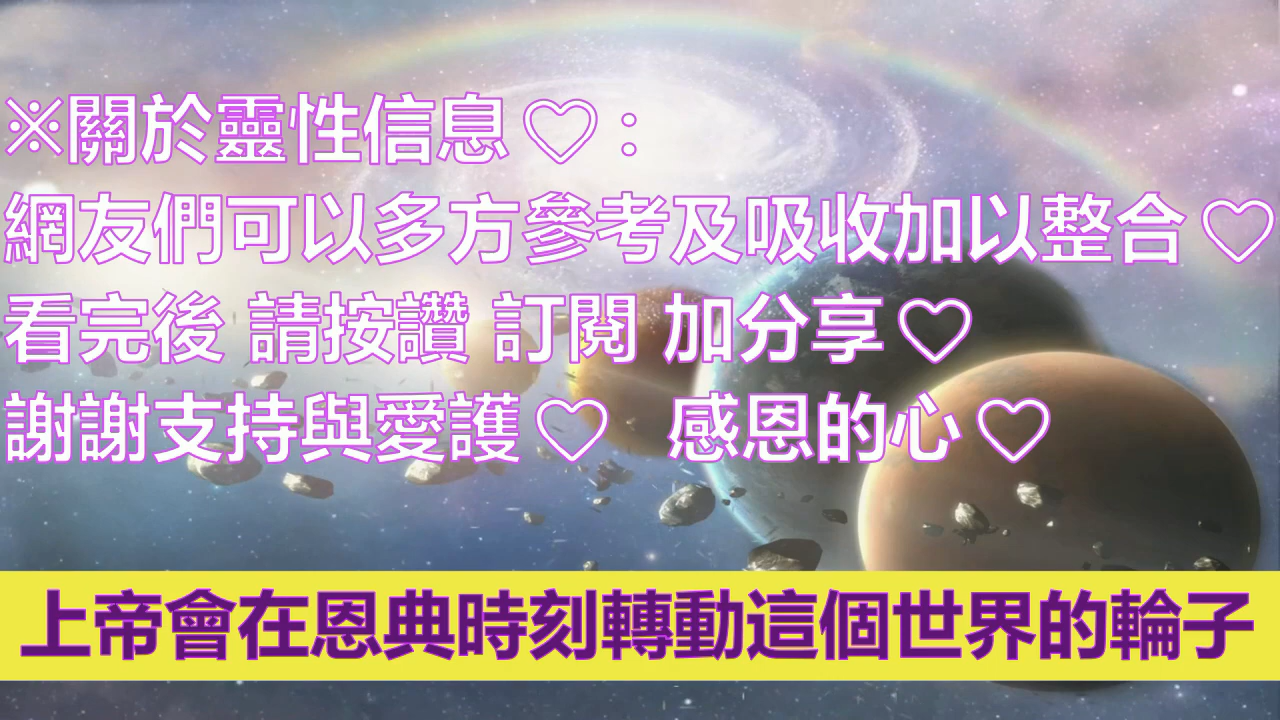 ※關於靈性信息♡：
網友們可以多方參考及吸收加以整合♡
看完後 請按讚 訂閱 加分享♡
謝謝支持與愛護♡ 感恩的心♡
上帝會在恩典時刻轉動這個世界的輪子